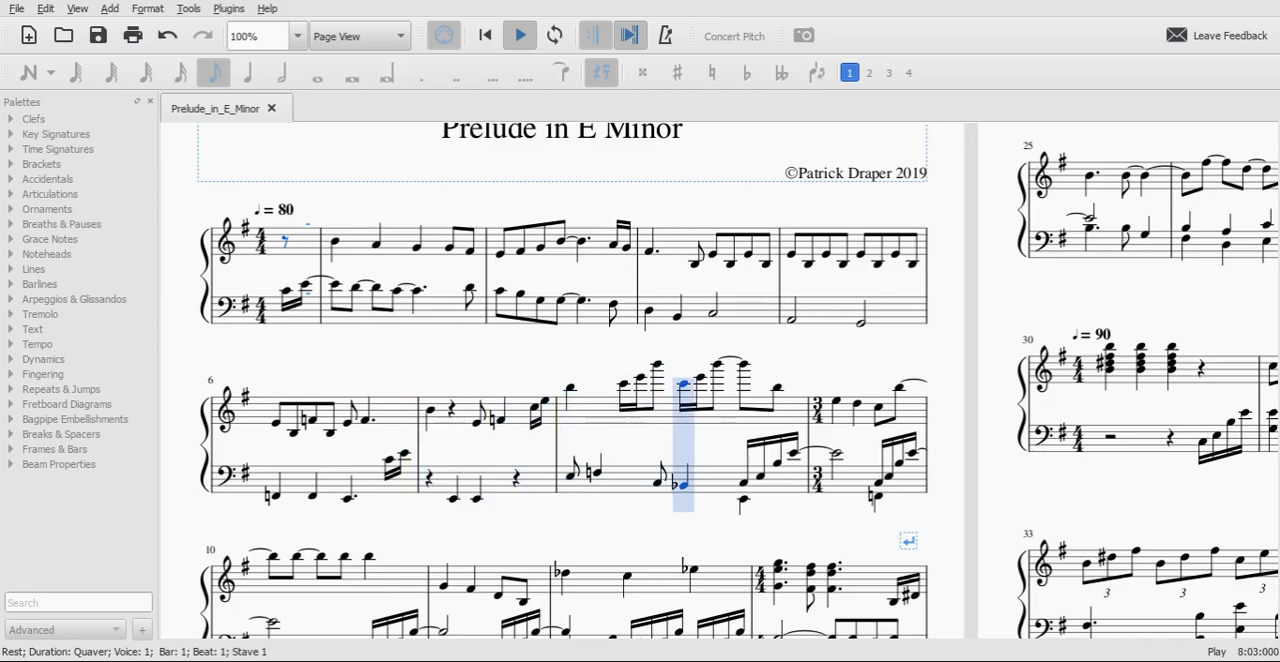 File Edit View Add Format Tools Plugins Help
100% Page View Concert Pitch Leave Feedback
1 2 3 4
Palettes
Prelude_in_E_Minor
Clefs
Key Signatures
Time Signatures
Brackets
Accidentals
Articulations
Ornaments
Breaths & Pauses
Grace Notes
Noteheads
Lines
Barlines
Arpeggios & Glissandos
Tremolo
Text
Tempo
Dynamics
Fingering
Repeats & Jumps
Fretboard Diagrams
Bagpipe Embellishments
Breaks & Spacers
Frames & Bars
Beam Properties
Search
Advanced +
Prelude in E Minor
©Patrick Draper 2019
♩ = 80
6
10
25
30
♩ = 90
33
3 3 3
Rest; Duration: Quaver; Voice: 1; Bar: 1; Beat: 1; Stave 1
Play 8:03:000